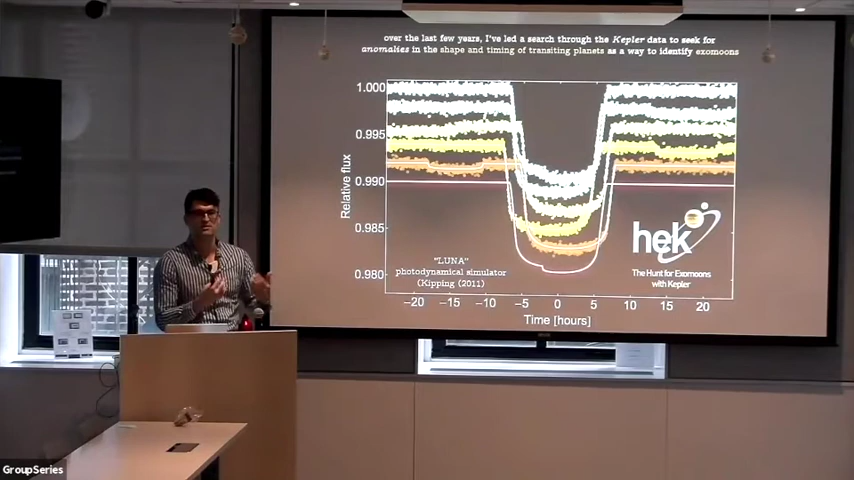 over the last few years, I've led a search through the Kepler data to seek for
anomalies in the shape and timing of transiting planets as a way to identify exomoons
1.000
0.995
0.990
0.985
0.980
Relative flux
"LUNA"
photodynamical simulator
(Kipping 2011)
hek
The Hunt for Exomoons
with Kepler
−20 −15 −10 −5 0 5 10 15 20
Time [hours]
GroupSeries